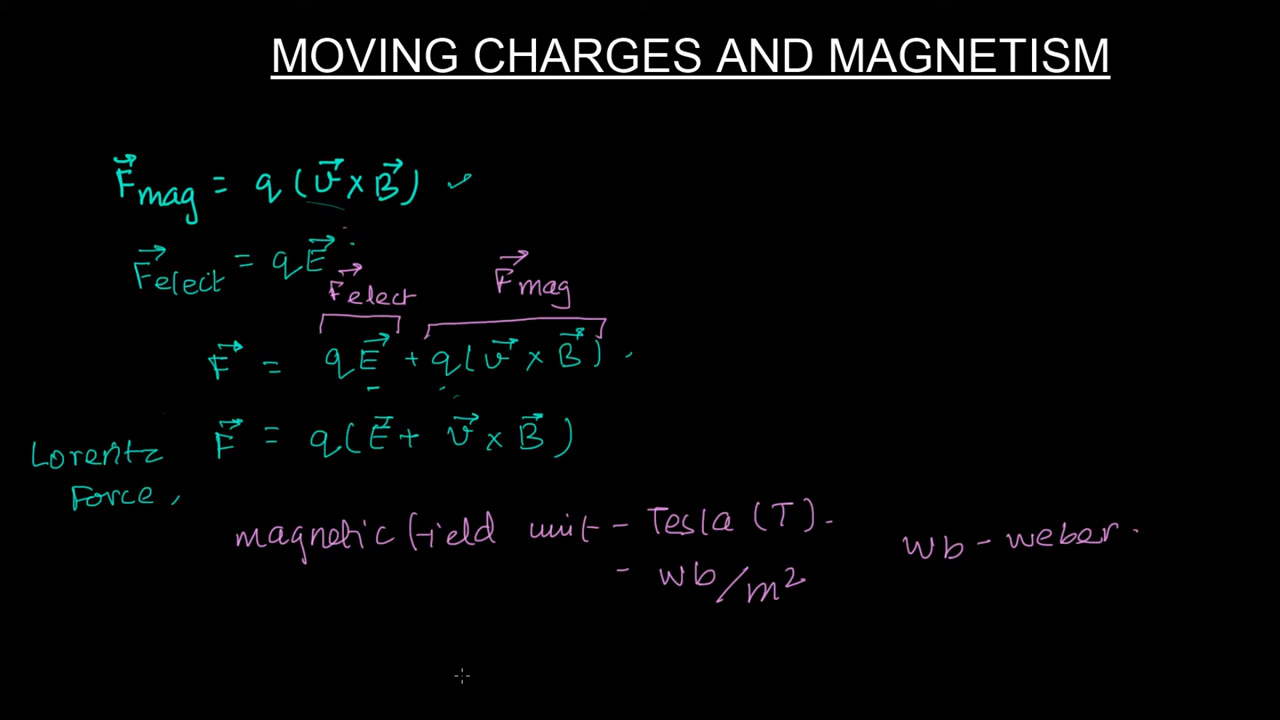 MOVING CHARGES AND MAGNETISM
F⃗mag = q (v⃗ × B⃗) ✓
F⃗elect = qE⃗
F⃗elect F⃗mag
F⃗ = qE⃗ + q(v⃗ × B⃗)
Lorentz F⃗ = q(E⃗ + v⃗ × B⃗)
Force,
magnetic field unit - Tesla (T).
- wb/m²
wb - weber.